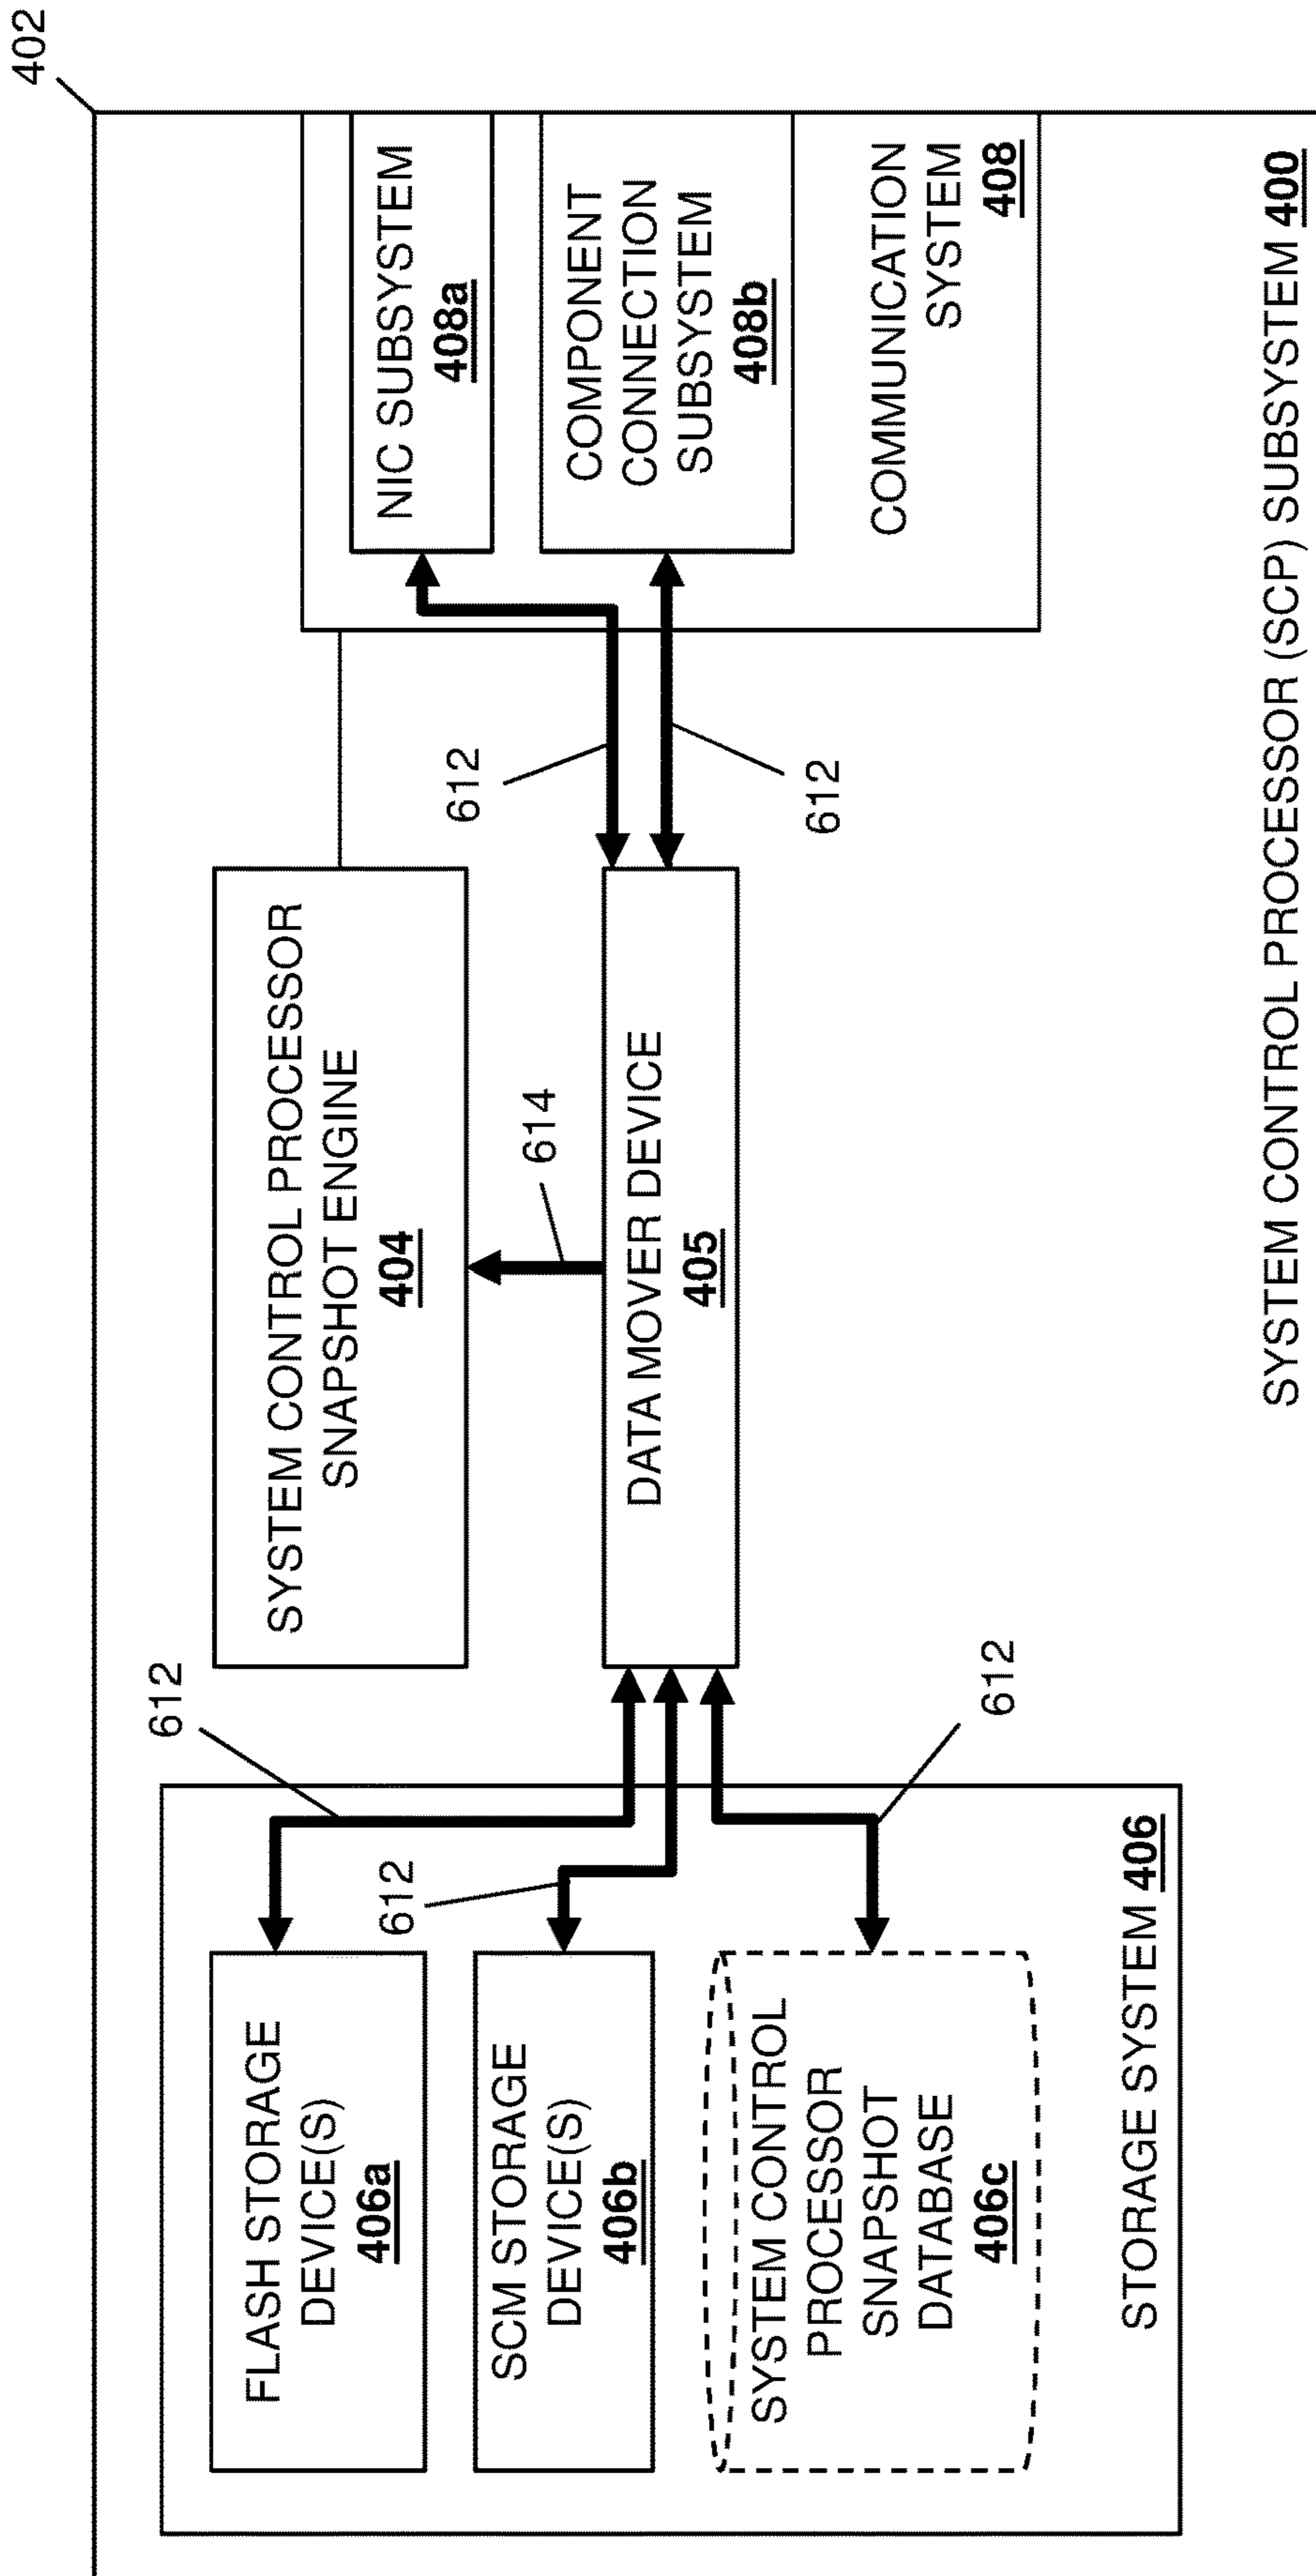 402
SYSTEM CONTROL PROCESSOR
SNAPSHOT ENGINE
404
612
FLASH STORAGE
DEVICE(S)
406a
612
SCM STORAGE
DEVICE(S)
406b
SYSTEM CONTROL
PROCESSOR
SNAPSHOT
DATABASE
406c
612
STORAGE SYSTEM 406
614
DATA MOVER DEVICE
405
612
612
NIC SUBSYSTEM
408a
COMPONENT
CONNECTION
SUBSYSTEM
408b
COMMUNICATION
SYSTEM
408
SYSTEM CONTROL PROCESSOR (SCP) SUBSYSTEM 400